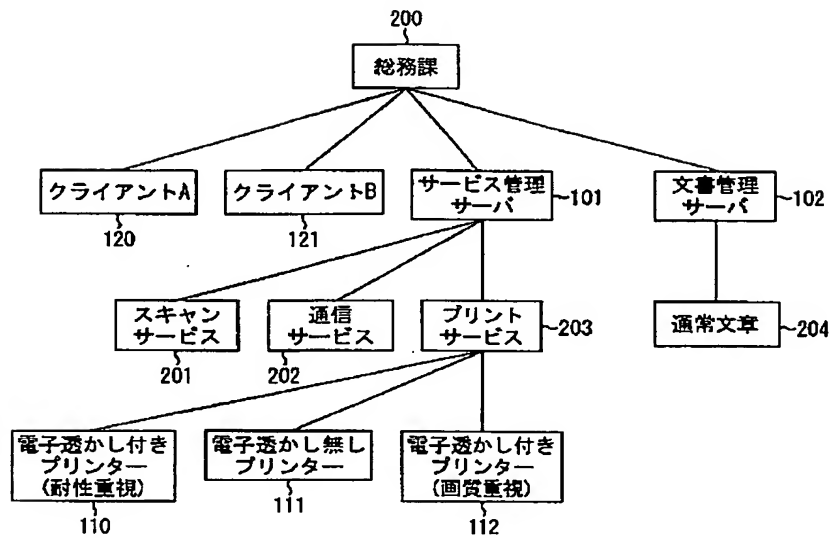 200
総務課
クライアントA
クライアントB
サービス管理
サーバ
101
文書管理
サーバ
102
120
121
スキャン
サービス
通信
サービス
プリント
サービス
203
通常文章
204
201
202
電子透かし付き
プリンター
(耐性重視)
電子透かし無し
プリンター
電子透かし付き
プリンター
(画質重視)
110
111
112